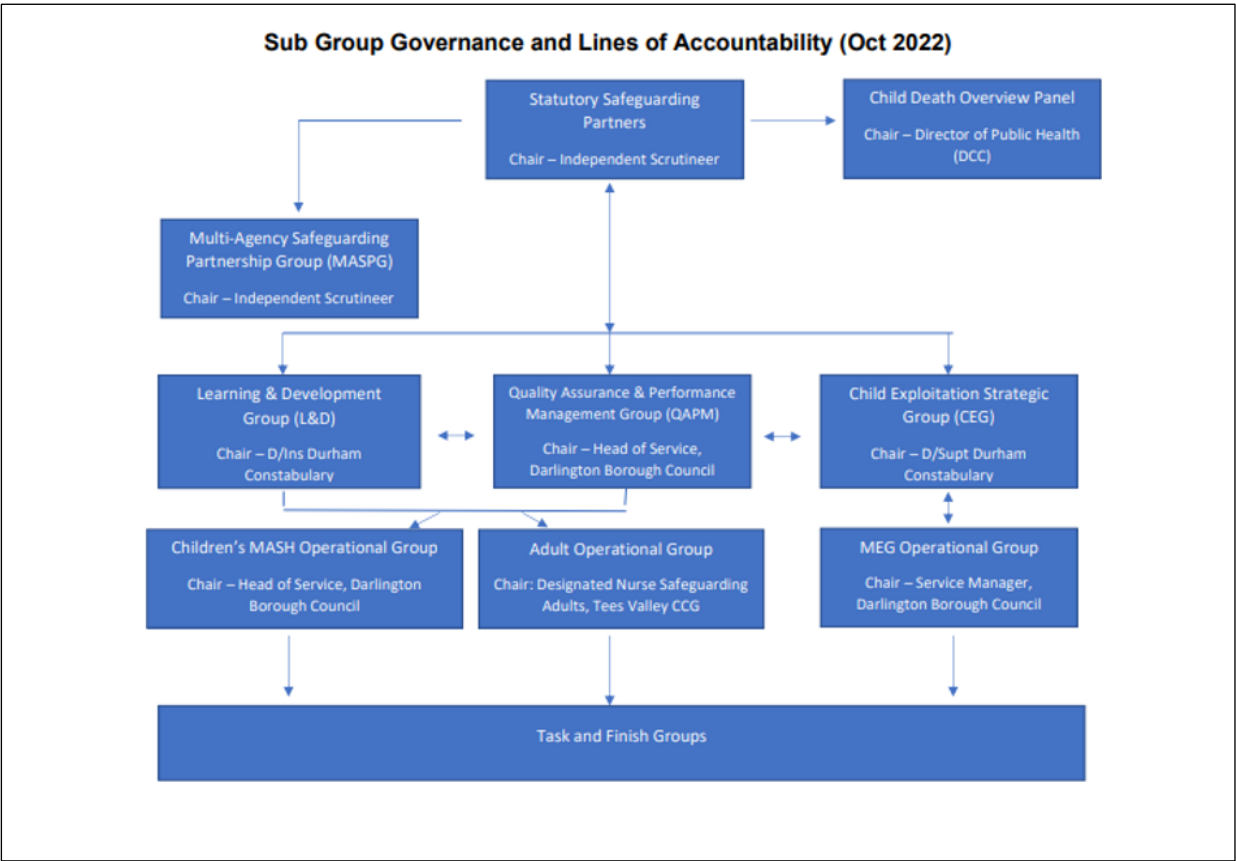 Sub Group Governance and Lines of Accountability (Oct 2022)
Statutory Safeguarding
Partners
Chair – Independent Scrutineer
Child Death Overview Panel
Chair – Director of Public Health
(DCC)
Multi-Agency Safeguarding
Partnership Group (MASPG)
Chair – Independent Scrutineer
Learning & Development
Group (L&D)
Chair – D/Ins Durham
Constabulary
Quality Assurance & Performance
Management Group (QAPM)
Chair – Head of Service,
Darlington Borough Council
Child Exploitation Strategic
Group (CEG)
Chair – D/Supt Durham
Constabulary
Children's MASH Operational Group
Chair – Head of Service, Darlington
Borough Council
Adult Operational Group
Chair: Designated Nurse Safeguarding
Adults, Tees Valley CCG
MEG Operational Group
Chair – Service Manager,
Darlington Borough Council
Task and Finish Groups